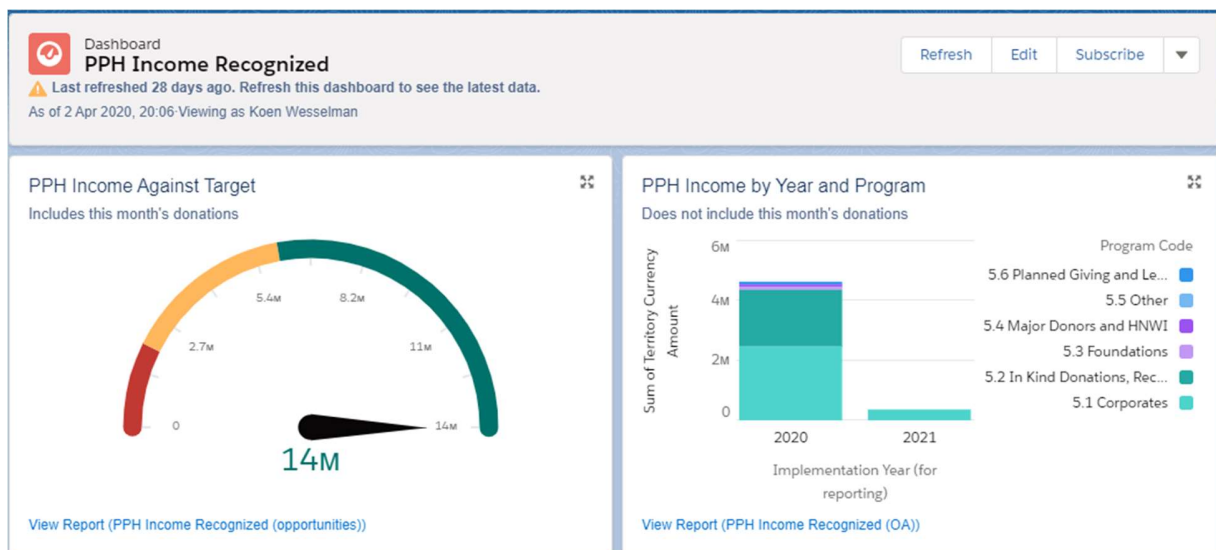 Dashboard
PPH Income Recognized
Last refreshed 28 days ago. Refresh this dashboard to see the latest data.
As of 2 Apr 2020, 20:06·Viewing as Koen Wesselman
Refresh
Edit
Subscribe
PPH Income Against Target
Includes this month's donations
0
2.7M
5.4M
8.2M
11M
14M
14M
View Report (PPH Income Recognized (opportunities))
PPH Income by Year and Program
Does not include this month's donations
Sum of Territory Currency
Amount
6M
4M
2M
0
2020
2021
Implementation Year (for
reporting)
Program Code
5.6 Planned Giving and Le...
5.5 Other
5.4 Major Donors and HNWI
5.3 Foundations
5.2 In Kind Donations, Rec...
5.1 Corporates
View Report (PPH Income Recognized (OA))